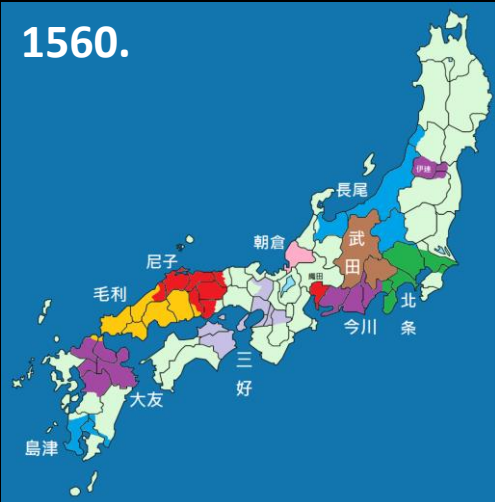 1560.
伊達
長尾
武
田
朝倉
織田
尼子
毛利
北
条
今川
三
好
大友
島津